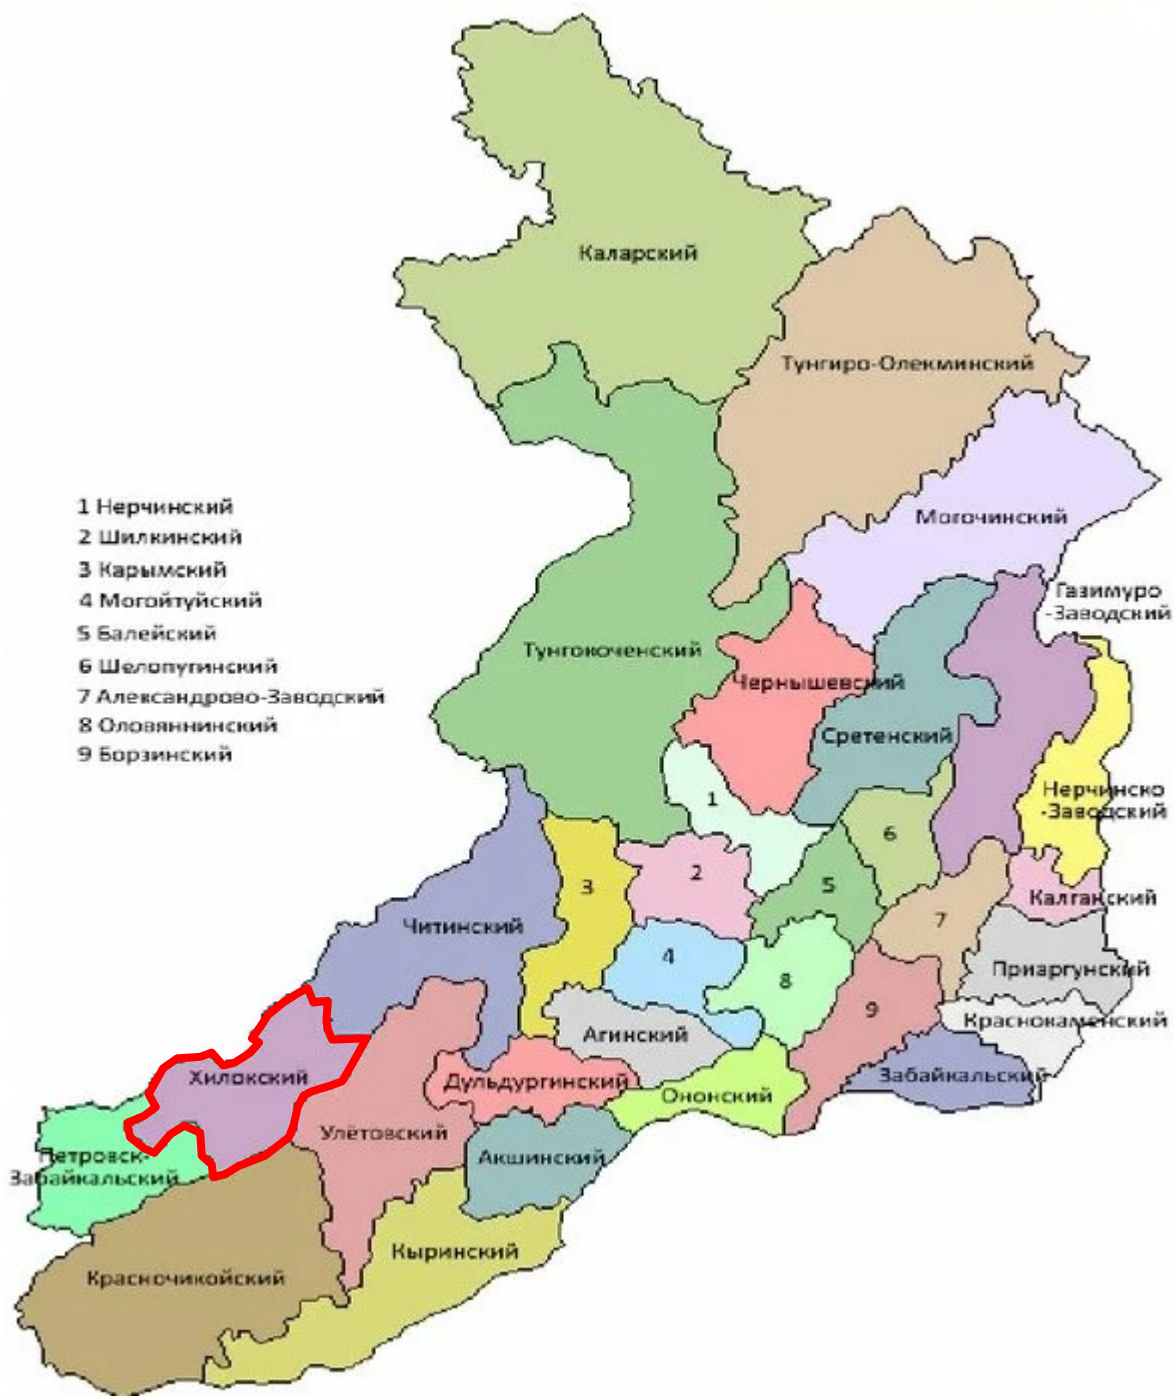 Каларский
Тунгиро-Олекминский
1 Нерчинский
2 Шилкинский
3 Карымский
4 Могойтуйский
5 Балейский
6 Шелопугинский
7 Александрово-Заводский
8 Оловяннинский
9 Борзинский
Могочинский
Газимуро
-Заводский
Тунгокоченский
Чернышевский
Сретенский
Нерчинско
-Заводский
1
6
2
3
5
Калганский
Читинский
7
4
Приаргунский
8
9
Краснокаменский
Агинский
Хилокский
Дульдургинский
Забайкальский
Ононский
Улётовский
Петровск-
Забайкальский
Акшинский
Кыринский
Красночикойский